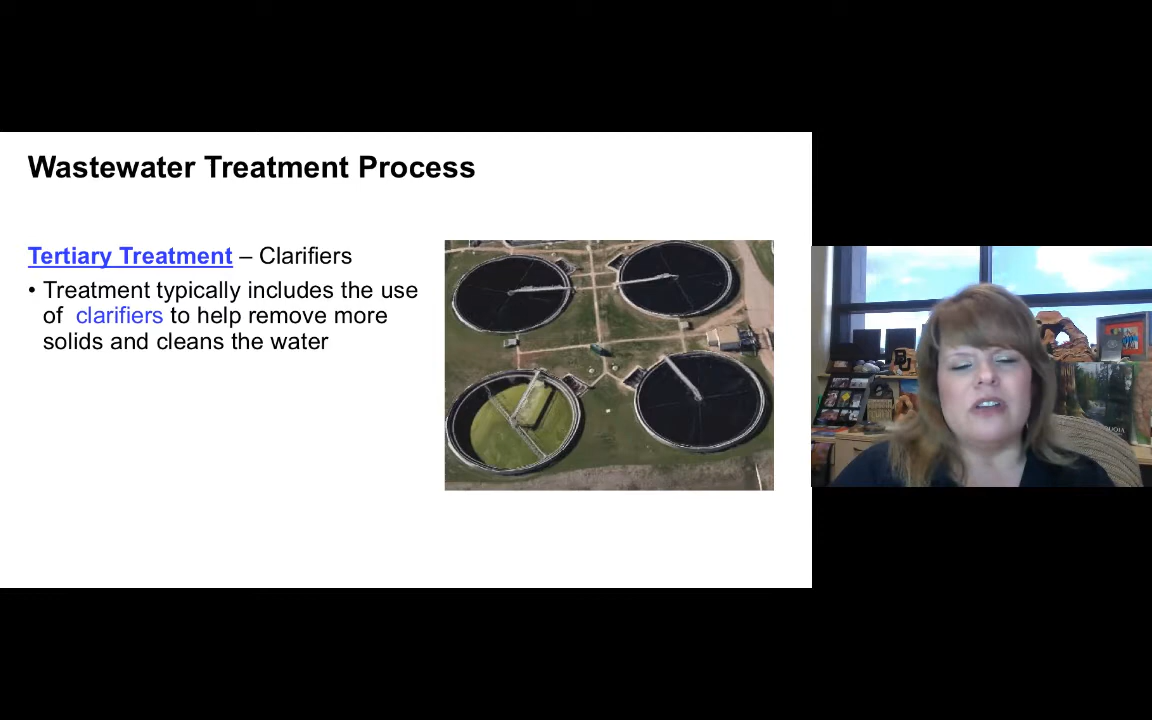 Wastewater Treatment Process
Tertiary Treatment – Clarifiers
• Treatment typically includes the use
of clarifiers to help remove more
solids and cleans the water